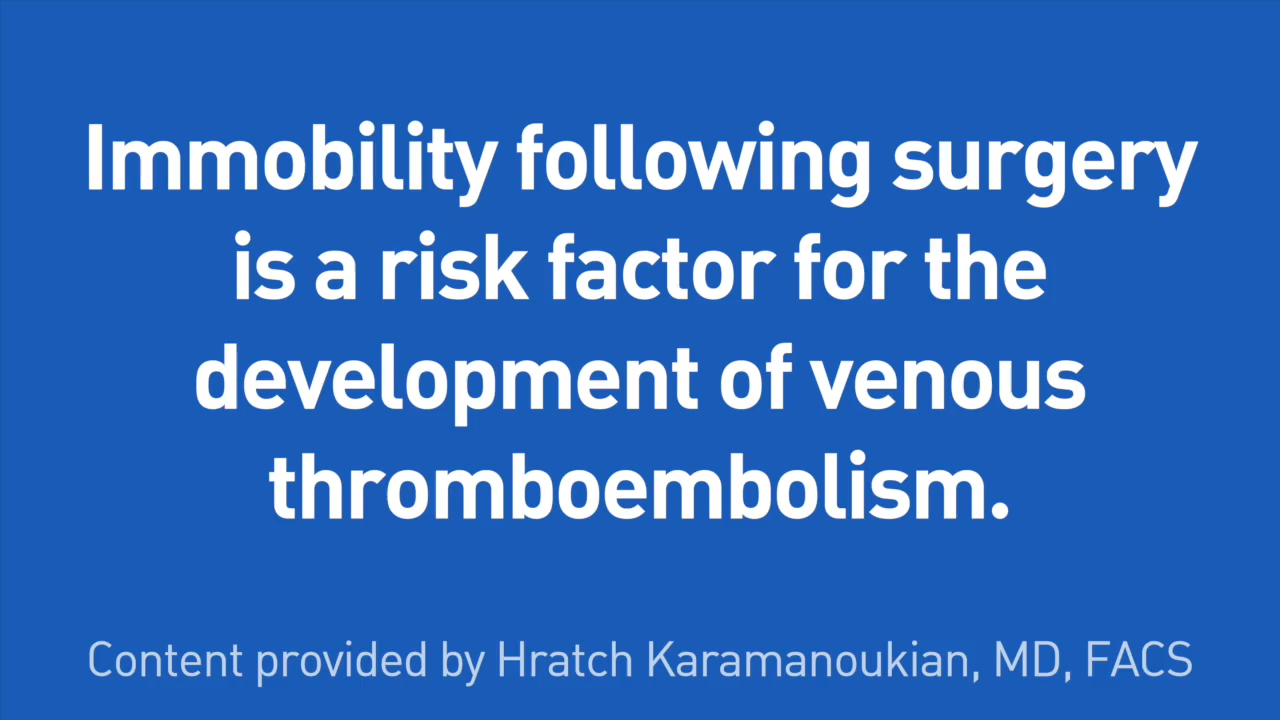 Immobility following surgery
is a risk factor for the
development of venous
thromboembolism.
Content provided by Hratch Karamanoukian, MD, FACS